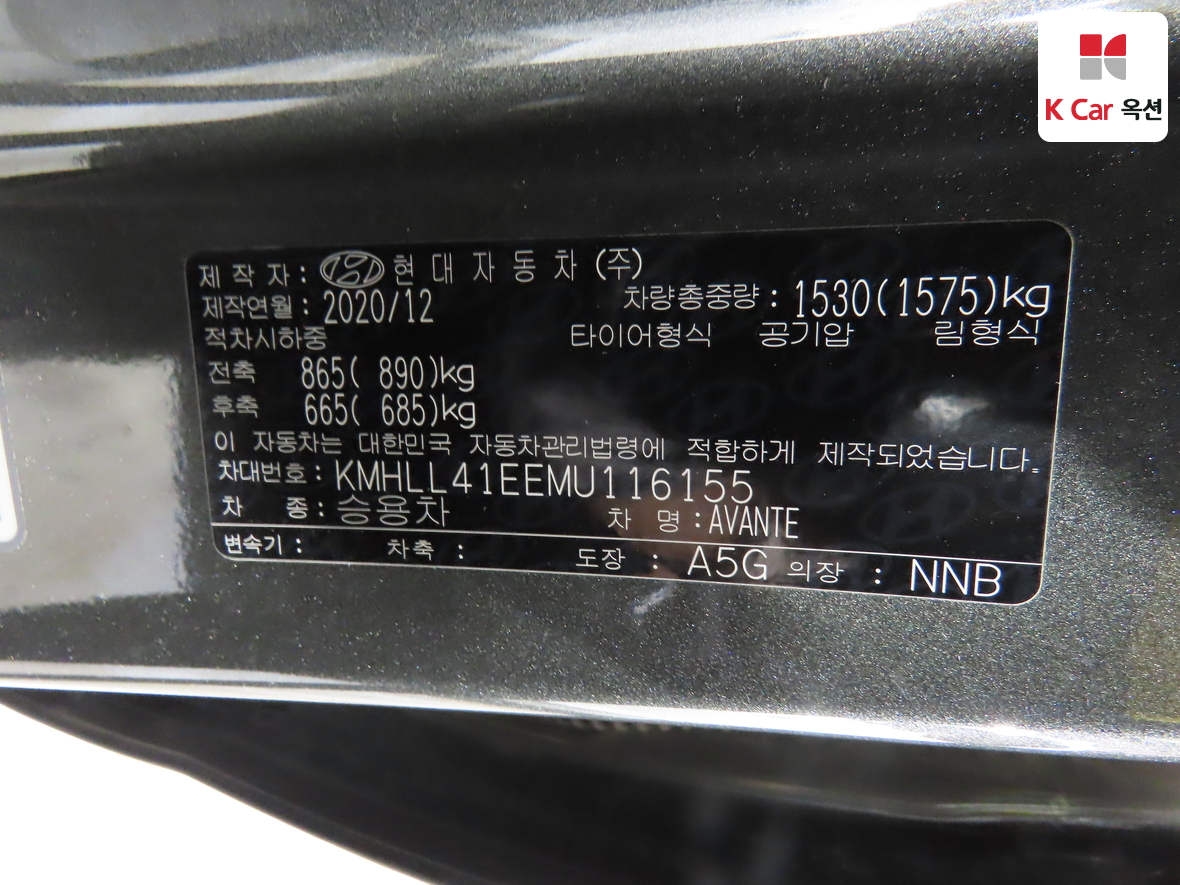 K Car 옥션
제작자 : 현대자동차(주)
제작연월 : 2020/12 차량총중량 : 1530(1575)kg
적차시하중 타이어형식 공기압 림형식
전축 865( 890)kg
후축 665( 685)kg
이 자동차는 대한민국 자동차관리법령에 적합하게 제작되었습니다.
차대번호 : KMHLL41EEMU116155
차 종 : 승용차 차 명 : AVANTE
변속기 : 차축 : 도장 : A5G 의장 : NNB